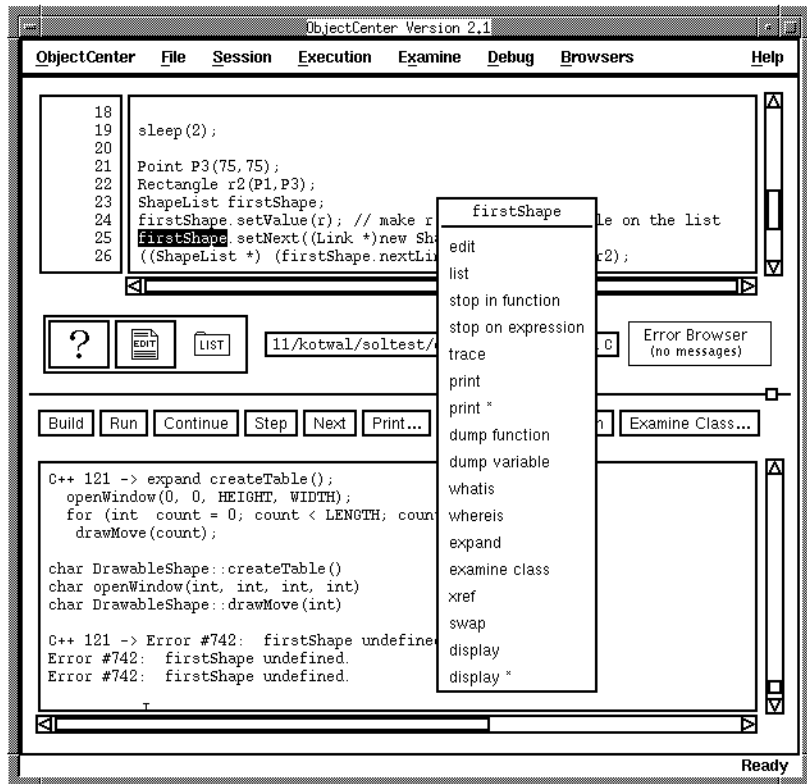 ObjectCenter Version 2.1
ObjectCenter File Session Execution Examine Debug Browsers Help
18
19 sleep(2);
20
21 Point P3(75,75);
22 Rectangle r2(P1,P3);
23 ShapeList firstShape;
24 firstShape.setValue(r); // make r le on the list
25 firstShape.setNext((Link *)new Sh
26 ((ShapeList *) (firstShape.nextLi r2);
firstShape
edit
list
stop in function
stop on expression
trace
print
print *
dump function
dump variable
whatis
whereis
expand
examine class
xref
swap
display
display *
? EDIT LIST 11/kotwal/soltest/ .C Error Browser
(no messages)
Build Run Continue Step Next Print... Examine Class...
C++ 121 -> expand createTable();
openWindow(0, 0, HEIGHT, WIDTH);
for (int count = 0; count < LENGTH; coun
drawMove(count);
char DrawableShape::createTable()
char openWindow(int, int, int, int)
char DrawableShape::drawMove(int)
C++ 121 -> Error #742: firstShape undefined
Error #742: firstShape undefined.
Error #742: firstShape undefined.
Ready